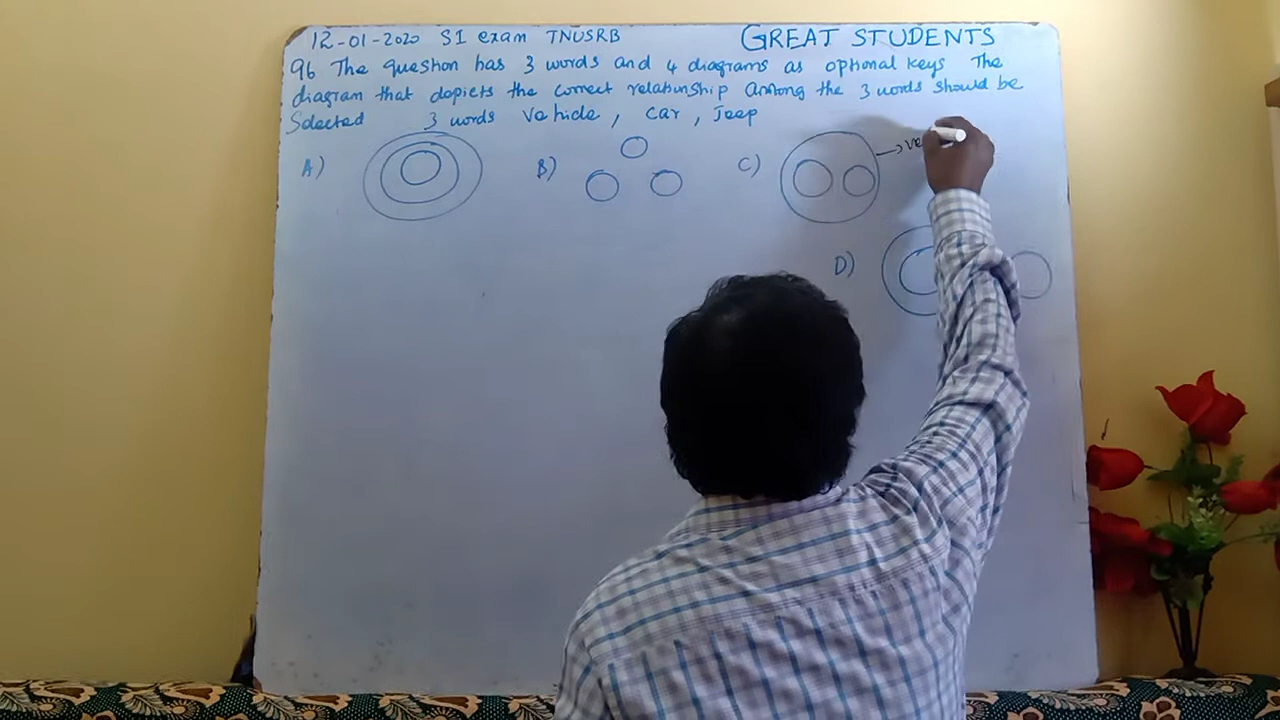 12-01-2020 SI exam TNUSRB GREAT STUDENTS
96 The question has 3 words and 4 diagrams as optional keys The
diagram that depicts the correct relationship among the 3 words should be
Selected 3 words Vehicle, Car, Jeep
A) B) C)
D)